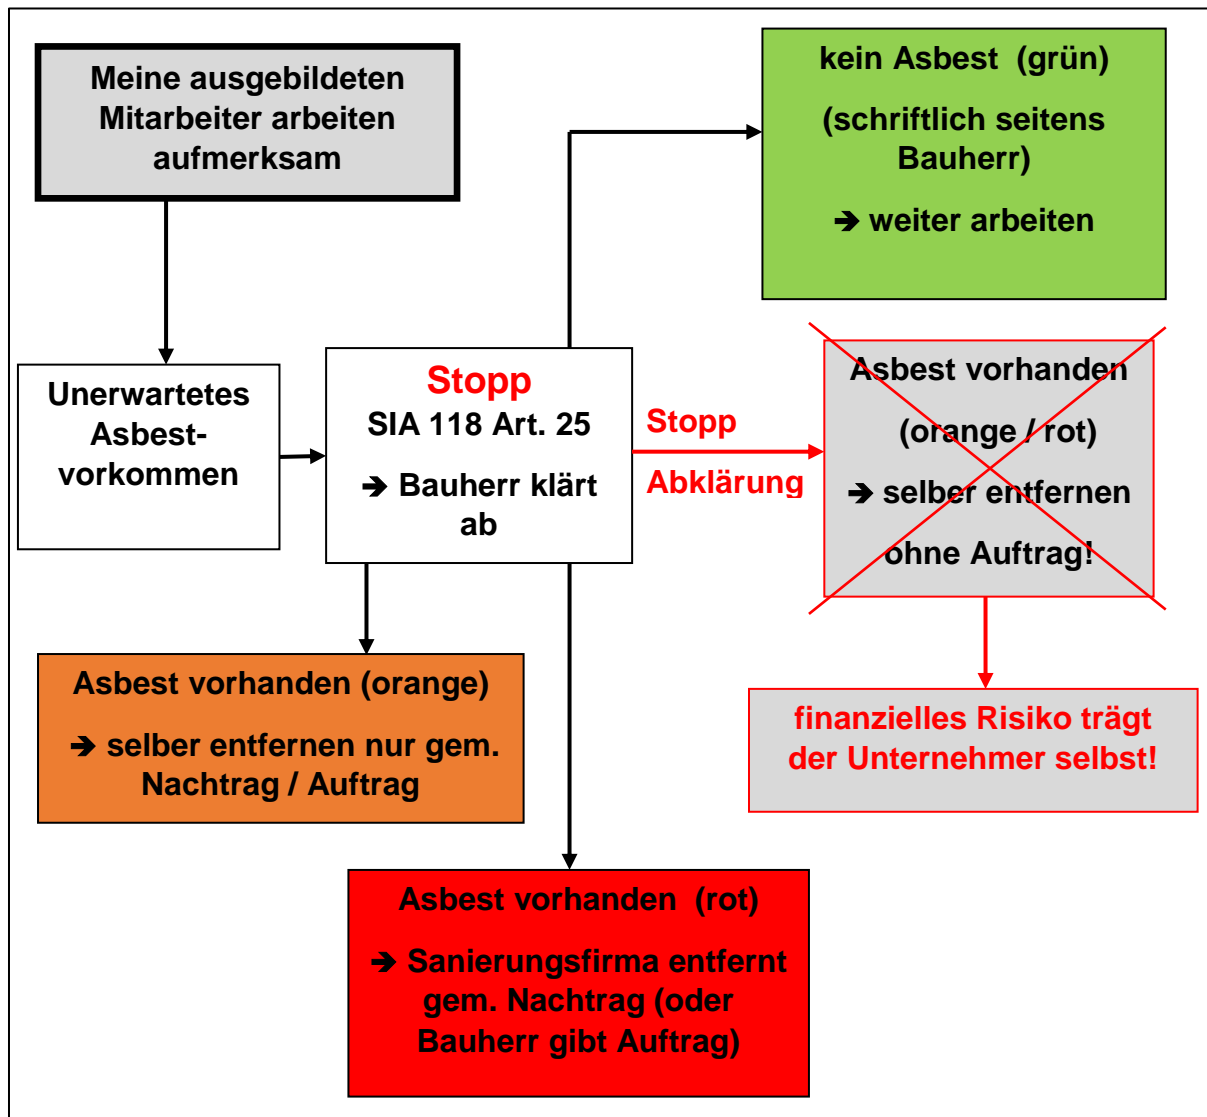 Meine ausgebildeten
Mitarbeiter arbeiten
aufmerksam
kein Asbest (grün)
(schriftlich seitens
Bauherr)
➔ weiter arbeiten
Unerwartetes
Asbest-
vorkommen
Stopp
SIA 118 Art. 25
➔ Bauherr klärt
ab
Stopp
Abklärung
Asbest vorhanden
(orange / rot)
➔ selber entfernen
ohne Auftrag!
Asbest vorhanden (orange)
➔ selber entfernen nur gem.
Nachtrag / Auftrag
finanzielles Risiko trägt
der Unternehmer selbst!
Asbest vorhanden (rot)
➔ Sanierungsfirma entfernt
gem. Nachtrag (oder
Bauherr gibt Auftrag)